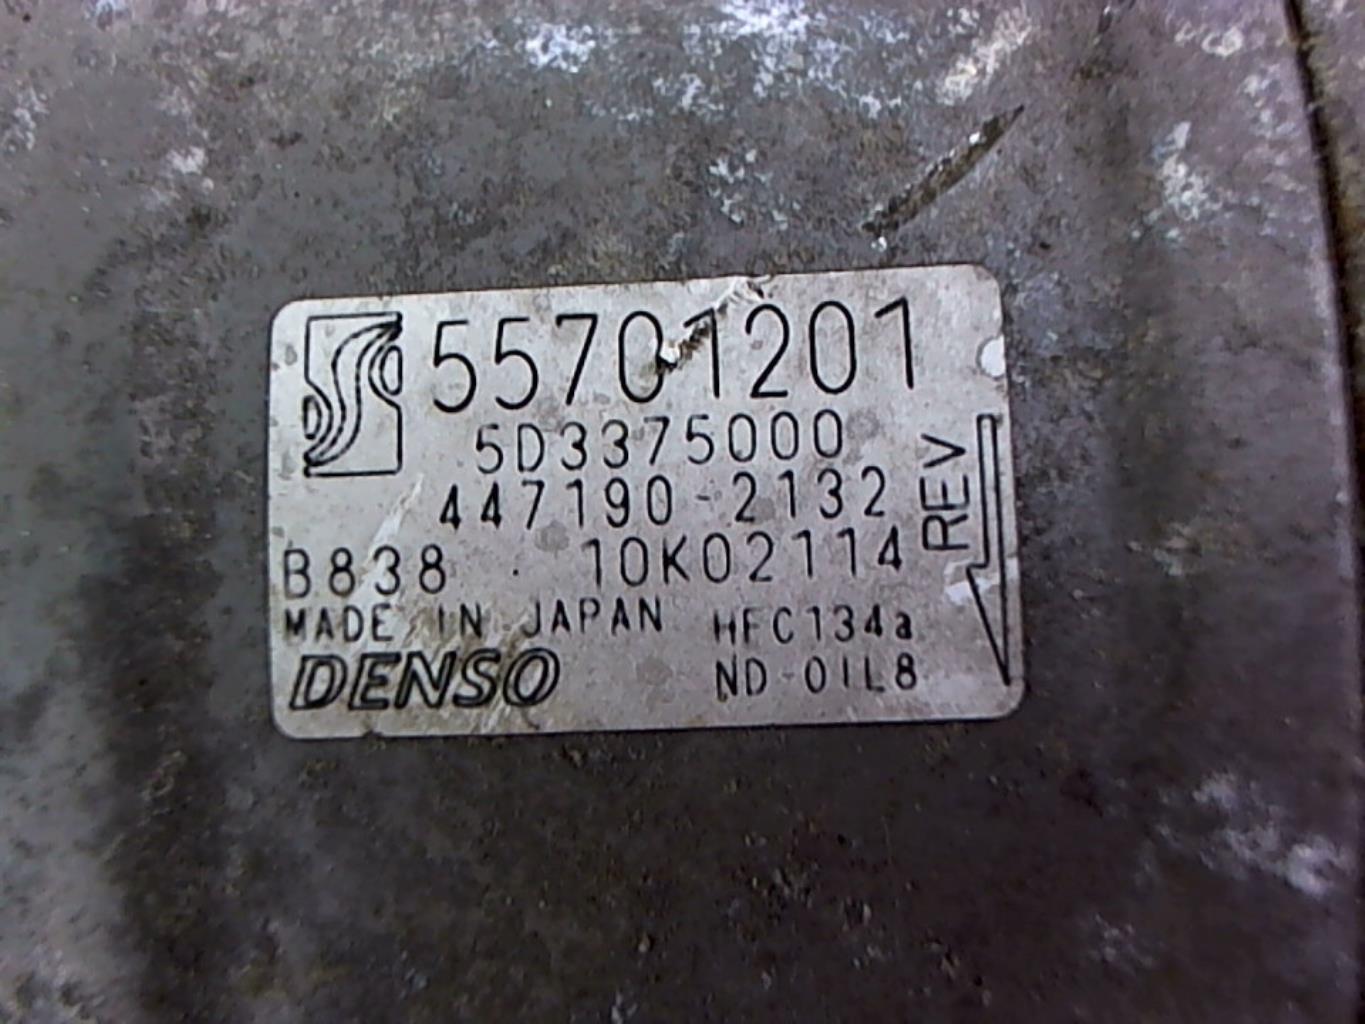 55701201
5D3375000
447190-2132
REV
B838 10K02114
MADE IN JAPAN HFC134a
DENSO ND-OIL8